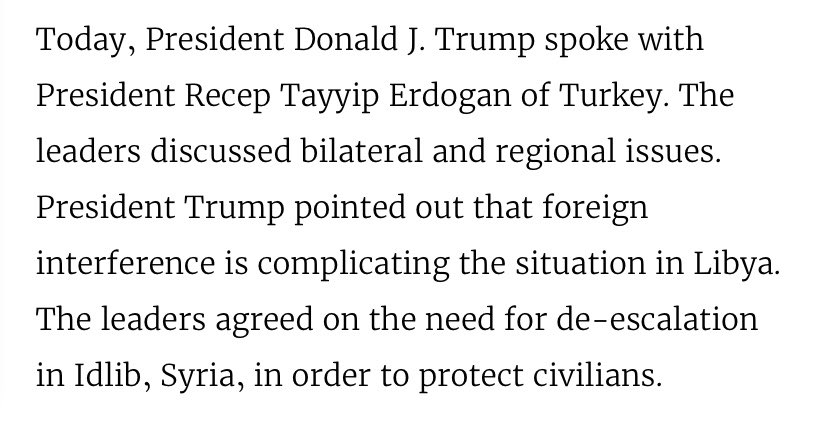 Today, President Donald J. Trump spoke with
President Recep Tayyip Erdogan of Turkey. The
leaders discussed bilateral and regional issues.
President Trump pointed out that foreign
interference is complicating the situation in Libya.
The leaders agreed on the need for de-escalation
in Idlib, Syria, in order to protect civilians.